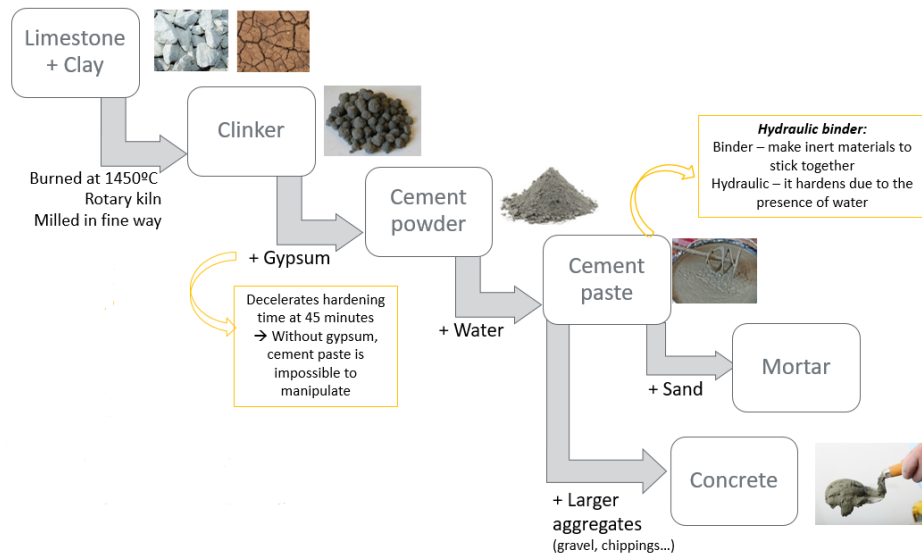 Limestone
+ Clay
Burned at 1450ºC
Rotary kiln
Milled in fine way
Clinker
+ Gypsum
Decelerates hardening
time at 45 minutes
→ Without gypsum,
cement paste is
impossible to
manipulate
Cement
powder
+ Water
Cement
paste
Hydraulic binder:
Binder – make inert materials to
stick together
Hydraulic – it hardens due to the
presence of water
+ Sand
Mortar
+ Larger
aggregates
(gravel, chippings...)
Concrete